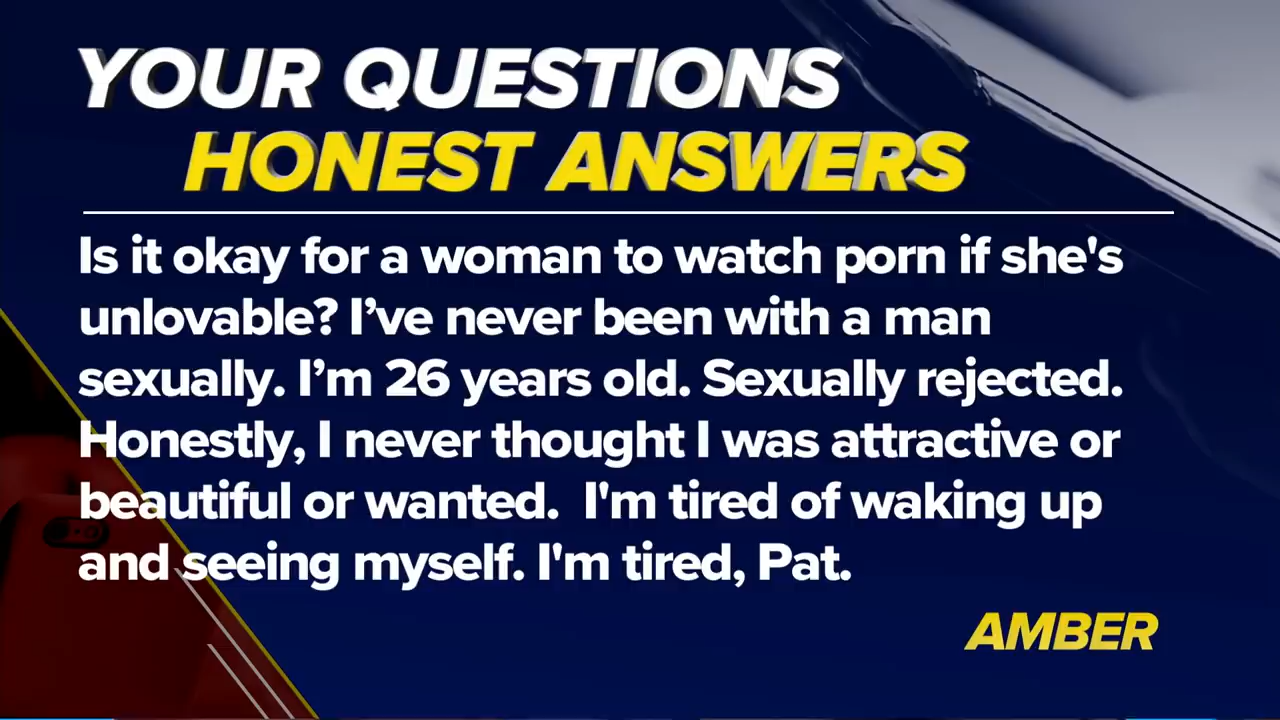 YOUR QUESTIONS
HONEST ANSWERS
Is it okay for a woman to watch porn if she's
unlovable? I’ve never been with a man
sexually. I’m 26 years old. Sexually rejected.
Honestly, I never thought I was attractive or
beautiful or wanted.  I'm tired of waking up
and seeing myself. I'm tired, Pat.
AMBER